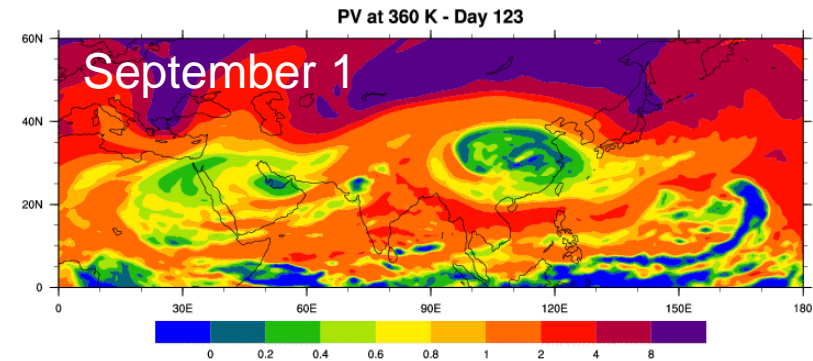 PV at 360 K - Day 123
September 1
60N
40N
20N
0
0 30E 60E 90E 120E 150E 180
0 0.2 0.4 0.6 0.8 1 2 4 8